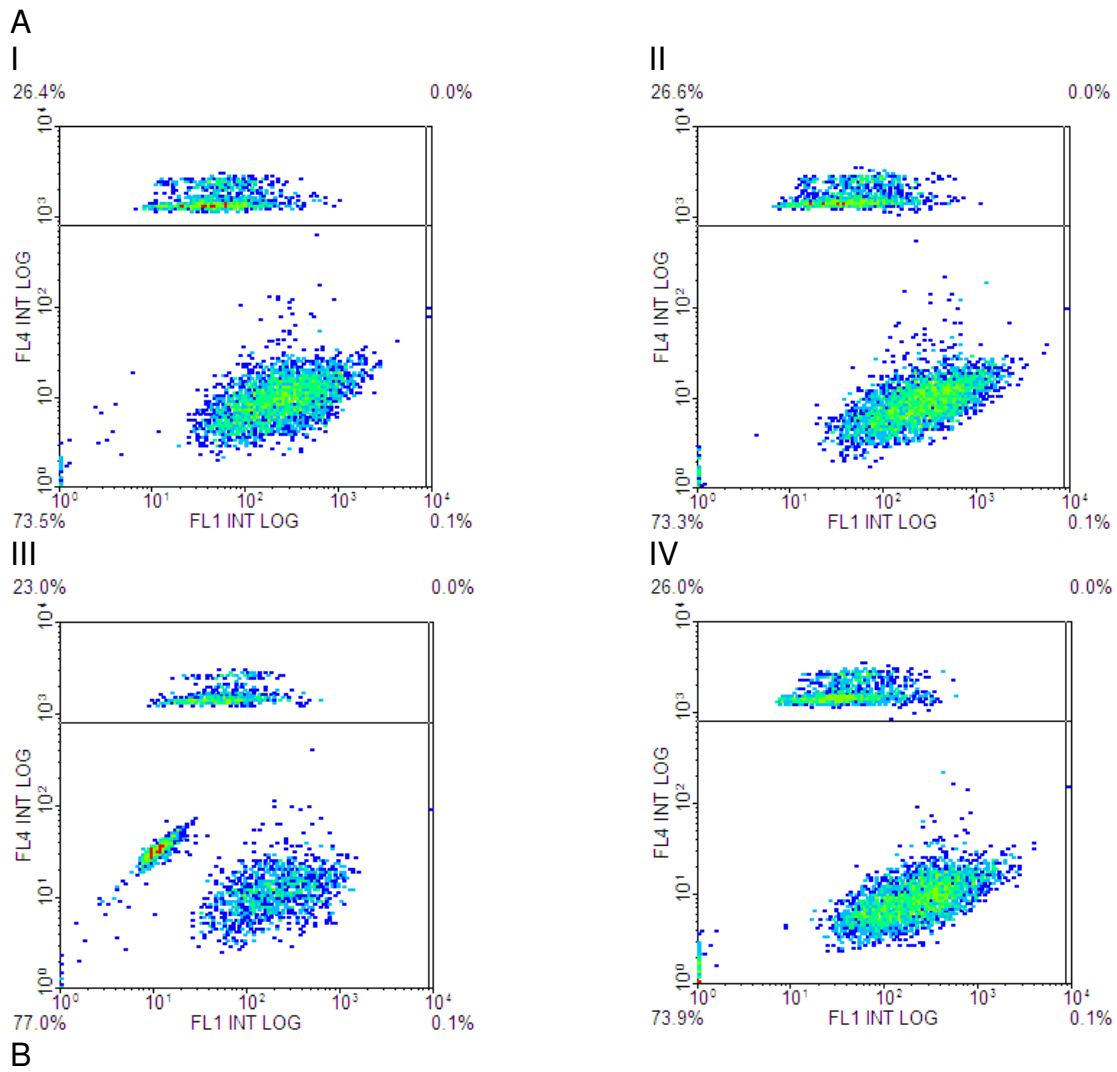 A
I II
26.4% 0.0% 26.6% 0.0%
10⁴ 10⁴
10³ 10³
FL4 INT LOG FL4 INT LOG
10² 10²
10¹ 10¹
10⁰ 10⁰
10⁰ 10¹ 10² 10³ 10⁴ 10⁰ 10¹ 10² 10³ 10⁴
73.5% FL1 INT LOG 0.1% 73.3% FL1 INT LOG 0.1%
III IV
23.0% 0.0% 26.0% 0.0%
10⁴ 10⁴
10³ 10³
FL4 INT LOG FL4 INT LOG
10² 10²
10¹ 10¹
10⁰ 10⁰
10⁰ 10¹ 10² 10³ 10⁴ 10⁰ 10¹ 10² 10³ 10⁴
77.0% FL1 INT LOG 0.1% 73.9% FL1 INT LOG 0.1%
B